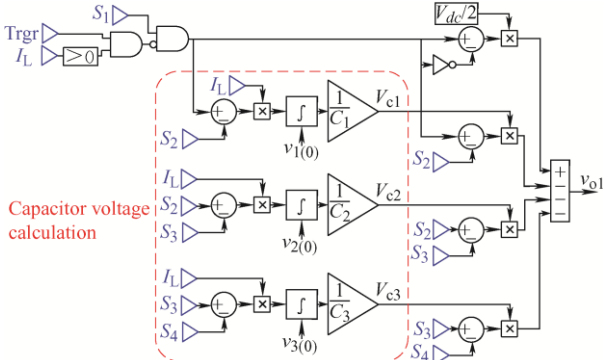 S1
Vdc/2
Trgr
IL
>0
+
−
×
IL
+
−
×
∫
1/C1
Vc1
S2
v1(0)
+
−
×
S2
+
−
−
−
vo1
IL
S2
+
−
×
∫
1/C2
Vc2
S3
v2(0)
S2
+
−
×
S3
Capacitor voltage
calculation
IL
S3
+
−
×
∫
1/C3
Vc3
S4
v3(0)
S3
+
−
×
S4